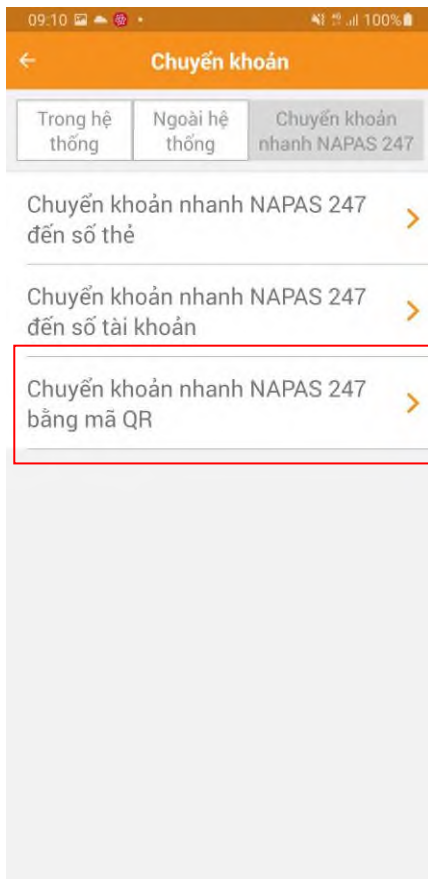 09:10 100%
Chuyển khoản
Trong hệ
thống
Ngoài hệ
thống
Chuyển khoản
nhanh NAPAS 247
Chuyển khoản nhanh NAPAS 247
đến số thẻ
Chuyển khoản nhanh NAPAS 247
đến số tài khoản
Chuyển khoản nhanh NAPAS 247
bằng mã QR